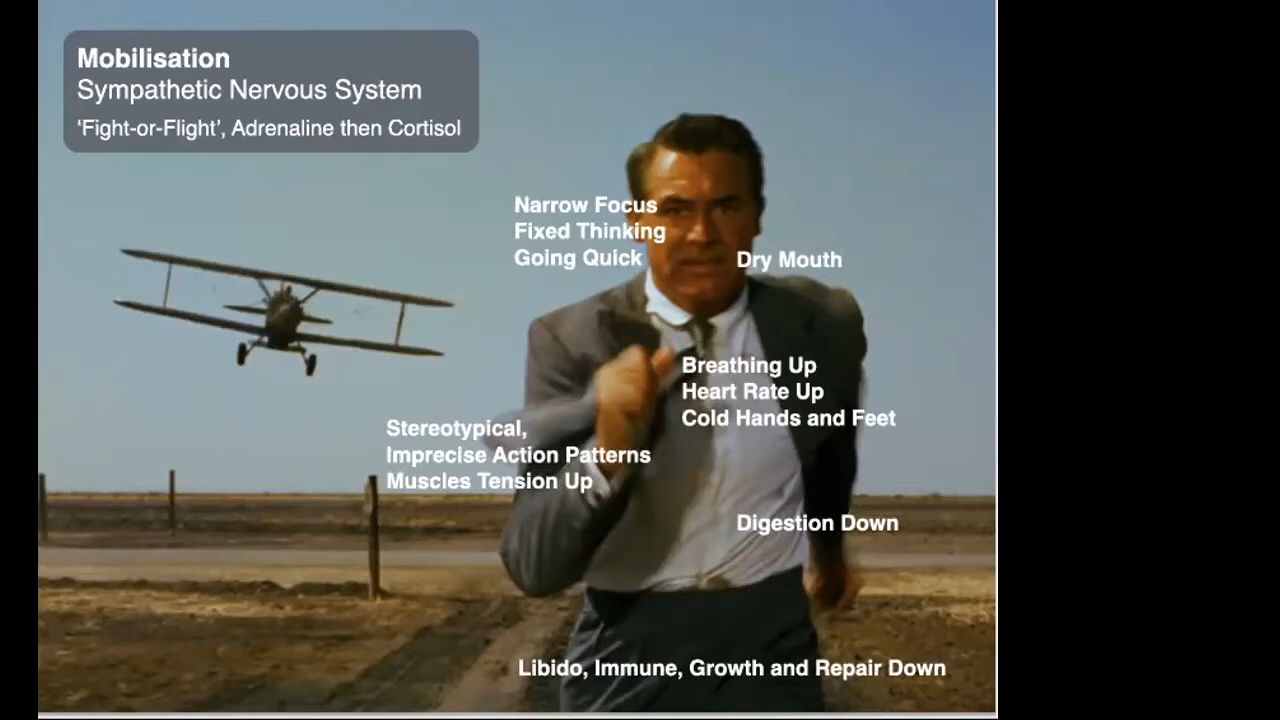 Mobilisation
Sympathetic Nervous System
‘Fight-or-Flight’, Adrenaline then Cortisol
Narrow Focus
Fixed Thinking
Going Quick
Dry Mouth
Breathing Up
Heart Rate Up
Cold Hands and Feet
Stereotypical,
Imprecise Action Patterns
Muscles Tension Up
Digestion Down
Libido, Immune, Growth and Repair Down